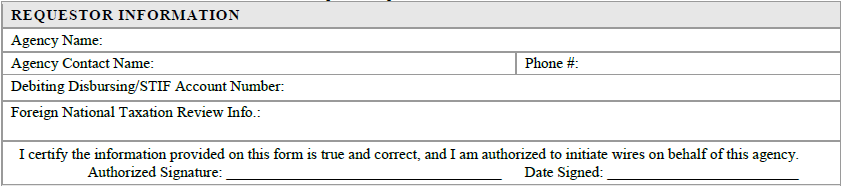 REQUESTOR INFORMATION
Agency Name:
Agency Contact Name: Phone #:
Debiting Disbursing/STIF Account Number:
Foreign National Taxation Review Info.:
I certify the information provided on this form is true and correct, and I am authorized to initiate wires on behalf of this agency.
Authorized Signature: ______________________ Date Signed: ______________________